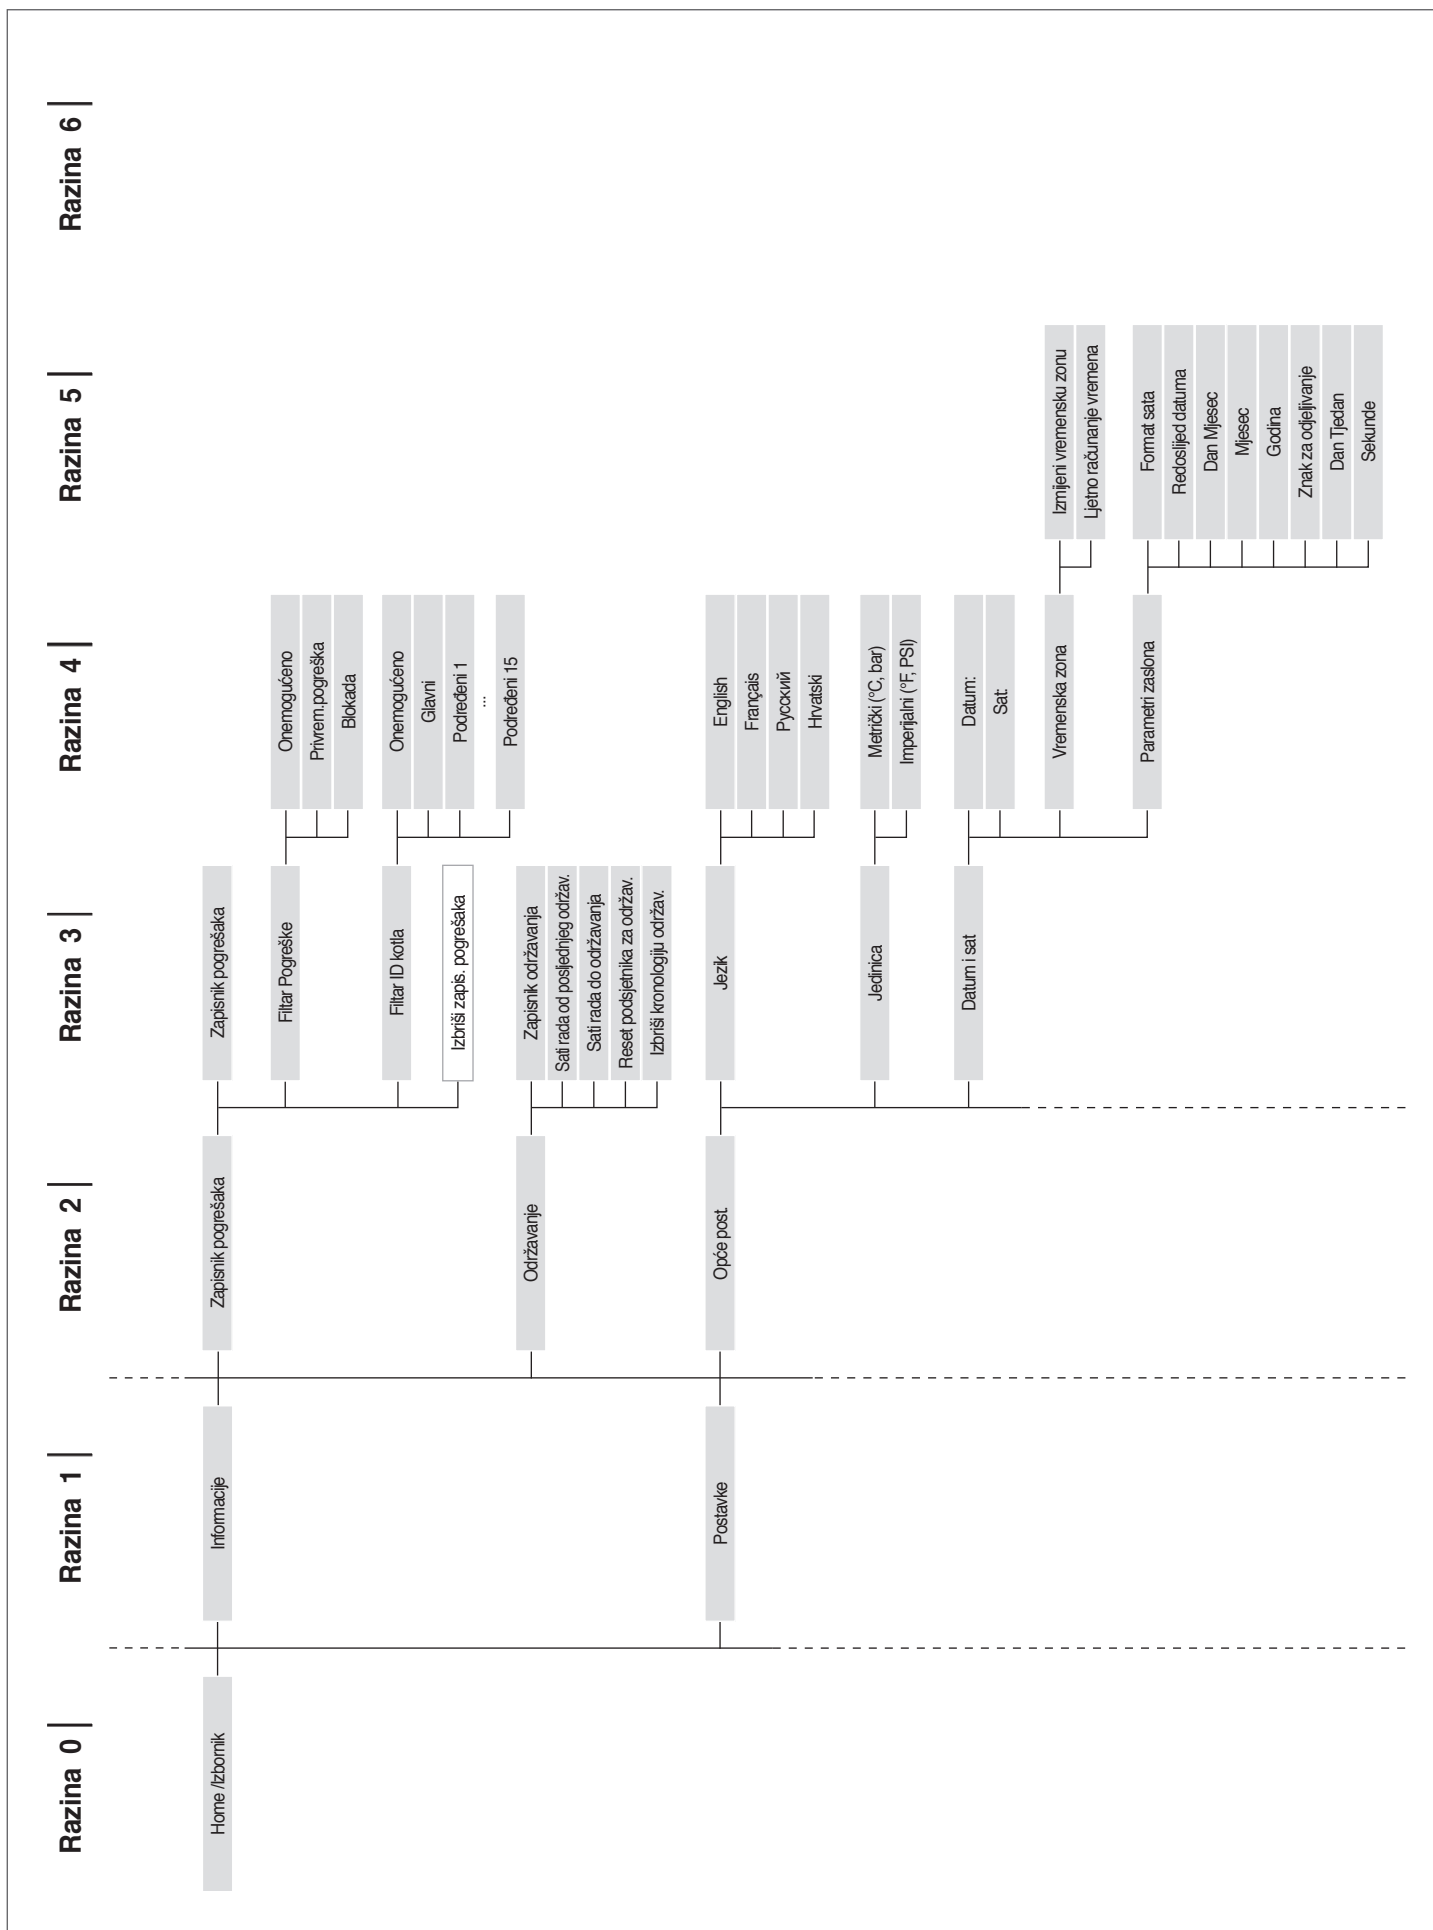 Razina 0
Razina 1
Razina 2
Razina 3
Razina 4
Razina 5
Razina 6
Home /Izbornik
Informacije
Zapisnik pogrešaka
Zapisnik pogrešaka
Filtar Pogreške
Onemogućeno
Privrem.pogreška
Blokada
Filtar ID kotla
Onemogućeno
Glavni
Podređeni 1
...
Podređeni 15
Izbriši zapis. pogrešaka
Održavanje
Zapisnik održavanja
Sati rada od posljednjeg održav.
Sati rada do održavanja
Reset podsjetnika za održav.
Izbriši kronologiju održav.
Postavke
Opće post.
Jezik
English
Français
Русский
Hrvatski
Jedinica
Metrički (°C, bar)
Imperijalni (°F, PSI)
Datum i sat
Datum:
Sat:
Vremenska zona
Izmijeni vremensku zonu
Ljetno računanje vremena
Parametri zaslona
Format sata
Redoslijed datuma
Dan Mjesec
Mjesec
Godina
Znak za odjeljivanje
Dan Tjedan
Sekunde